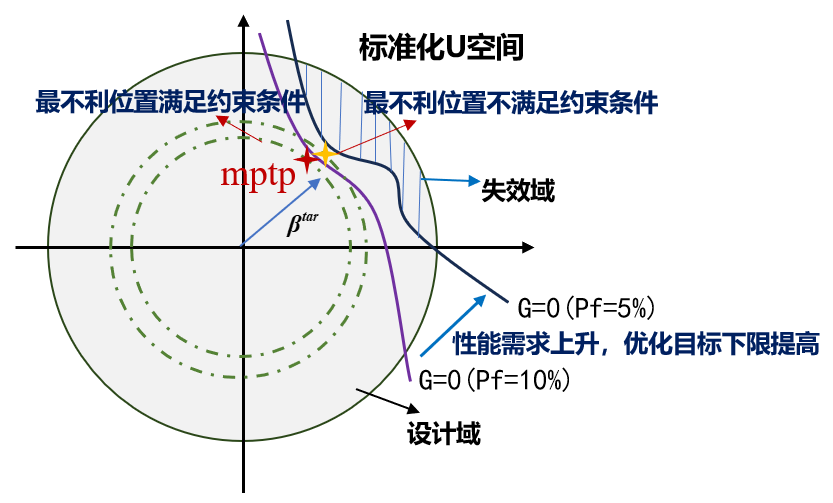 标准化U空间
最不利位置满足约束条件
最不利位置不满足约束条件
mptp
失效域
β^tar
G=0(Pf=5%)
性能需求上升，优化目标下限提高
G=0(Pf=10%)
设计域